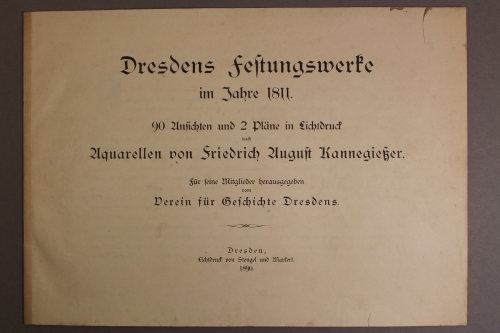 Dresdens Festungswerke
im Jahre 1811.
90 Ansichten und 2 Pläne in Lichtdruck
nach
Aquarellen von Friedrich August Kannegießer.
Für seine Mitglieder herausgegeben
vom
Verein für Geschichte Dresdens.
Dresden,
Lichtdruck von Stengel und Markert.
1890.